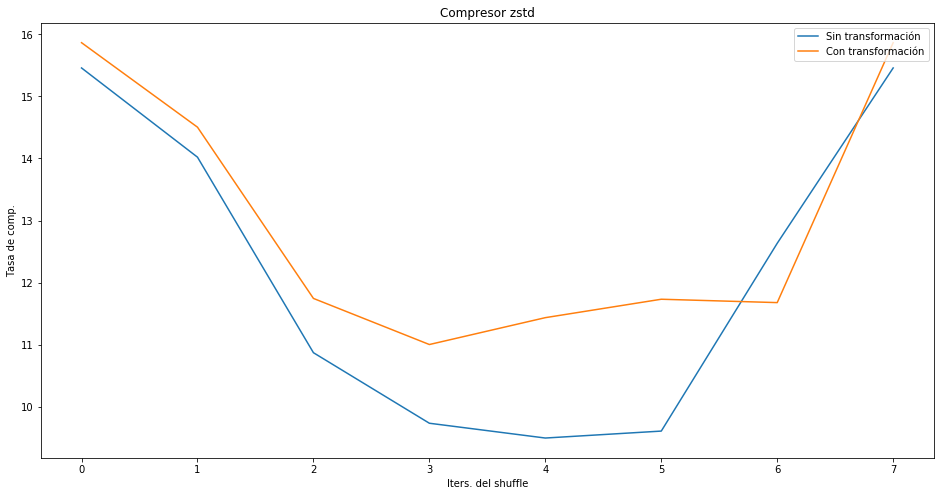 Compresor zstd
Sin transformación
Con transformación
Tasa de comp.
16
15
14
13
12
11
10
0 1 2 3 4 5 6 7
Iters. del shuffle